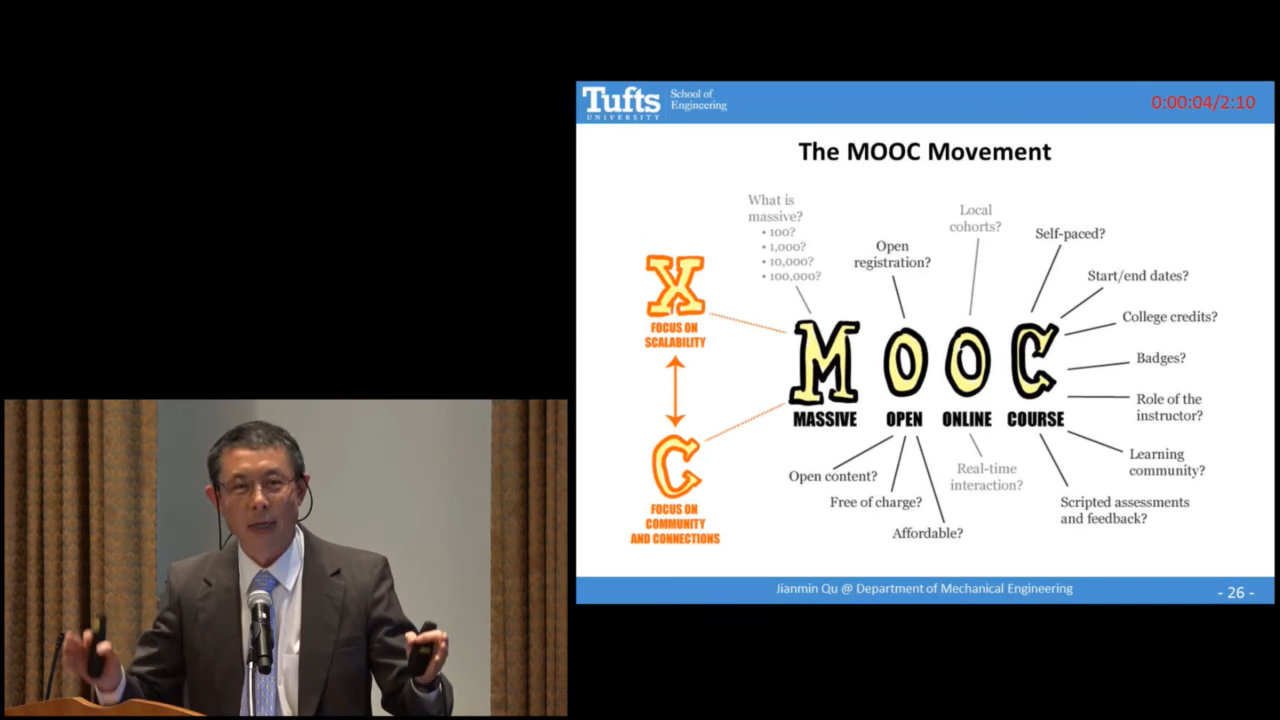 Tufts
UNIVERSITY
School of
Engineering
0:00:04/2:10
The MOOC Movement
What is
massive?
• 100?
• 1,000?
• 10,000?
• 100,000?
Open
registration?
Local
cohorts?
Self-paced?
Start/end dates?
College credits?
Badges?
Role of the
instructor?
Learning
community?
Scripted assessments
and feedback?
X
FOCUS ON
SCALABILITY
C
FOCUS ON
COMMUNITY
AND CONNECTIONS
MOOC
MASSIVE OPEN ONLINE COURSE
Open content?
Free of charge?
Affordable?
Real-time
interaction?
Jianmin Qu @ Department of Mechanical Engineering
- 26 -